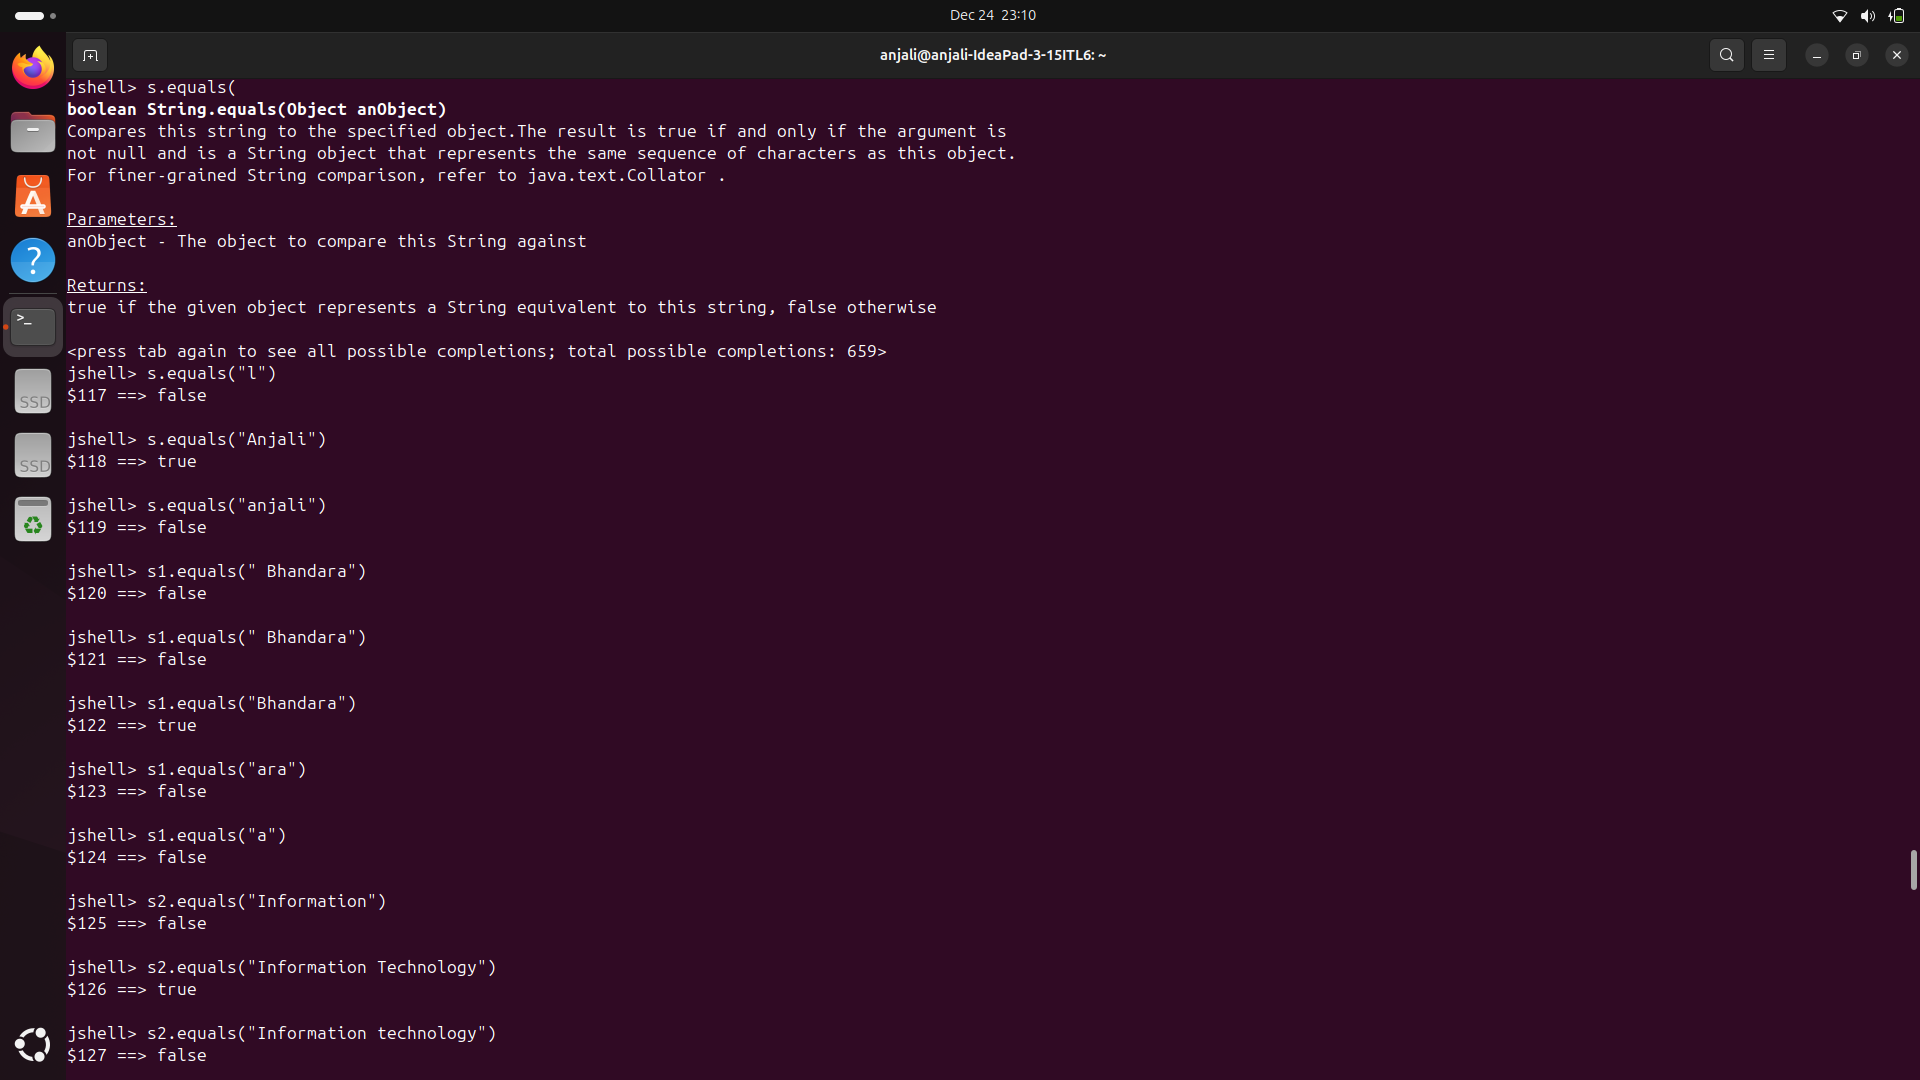 Dec 24 23:10
anjali@anjali-IdeaPad-3-15ITL6: ~
jshell> s.equals(
boolean String.equals(Object anObject)
Compares this string to the specified object.The result is true if and only if the argument is
not null and is a String object that represents the same sequence of characters as this object.
For finer-grained String comparison, refer to java.text.Collator .
Parameters:
anObject - The object to compare this String against
Returns:
true if the given object represents a String equivalent to this string, false otherwise
<press tab again to see all possible completions; total possible completions: 659>
jshell> s.equals("l")
$117 ==> false
jshell> s.equals("Anjali")
$118 ==> true
jshell> s.equals("anjali")
$119 ==> false
jshell> s1.equals(" Bhandara")
$120 ==> false
jshell> s1.equals(" Bhandara")
$121 ==> false
jshell> s1.equals("Bhandara")
$122 ==> true
jshell> s1.equals("ara")
$123 ==> false
jshell> s1.equals("a")
$124 ==> false
jshell> s2.equals("Information")
$125 ==> false
jshell> s2.equals("Information Technology")
$126 ==> true
jshell> s2.equals("Information technology")
$127 ==> false
A
?
>_
SSD
SSD